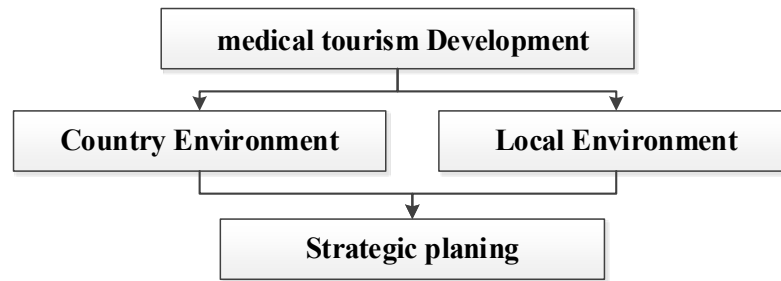 medical tourism Development
Country Environment
Local Environment
Strategic planing